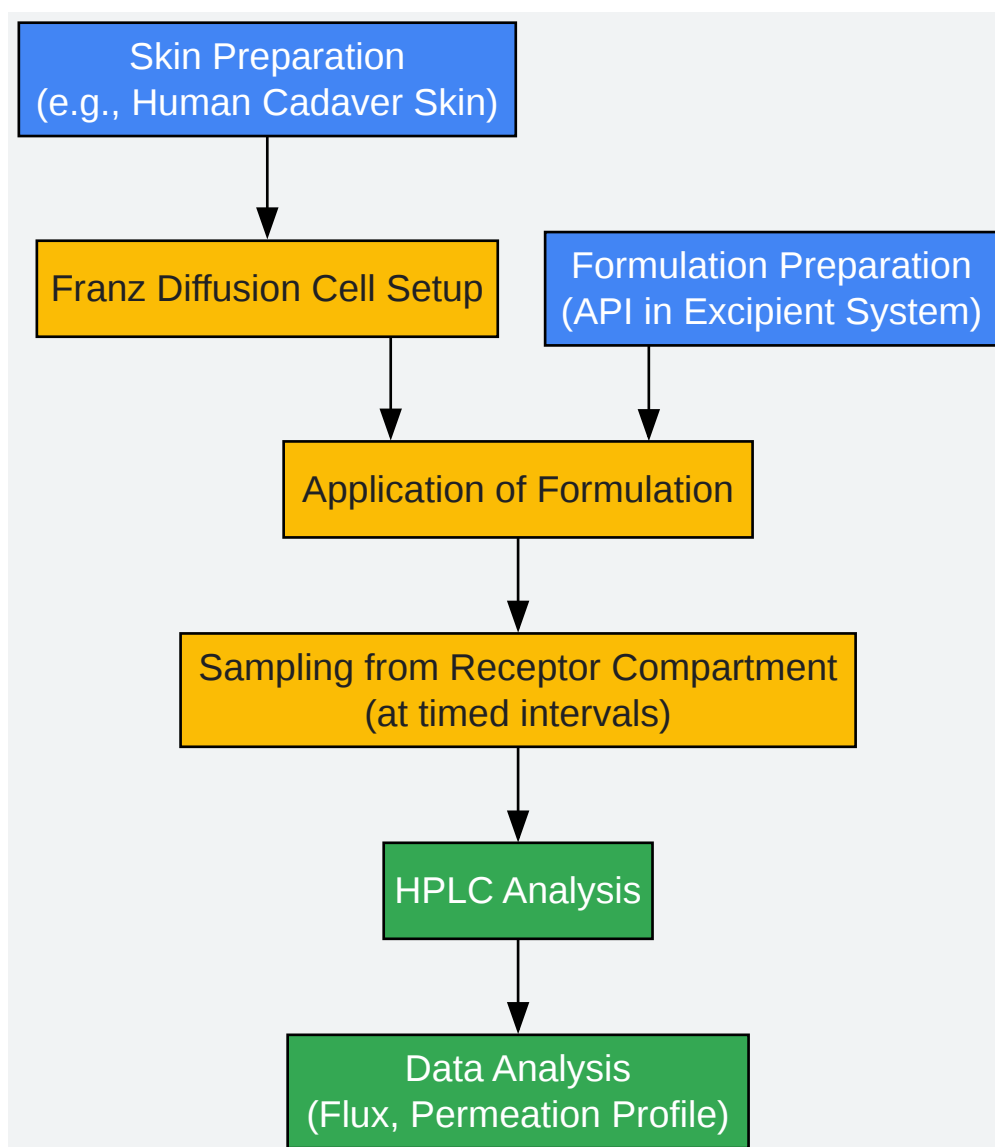 Skin Preparation
(e.g., Human Cadaver Skin)
Franz Diffusion Cell Setup
Formulation Preparation
(API in Excipient System)
Application of Formulation
Sampling from Receptor Compartment
(at timed intervals)
HPLC Analysis
Data Analysis
(Flux, Permeation Profile)